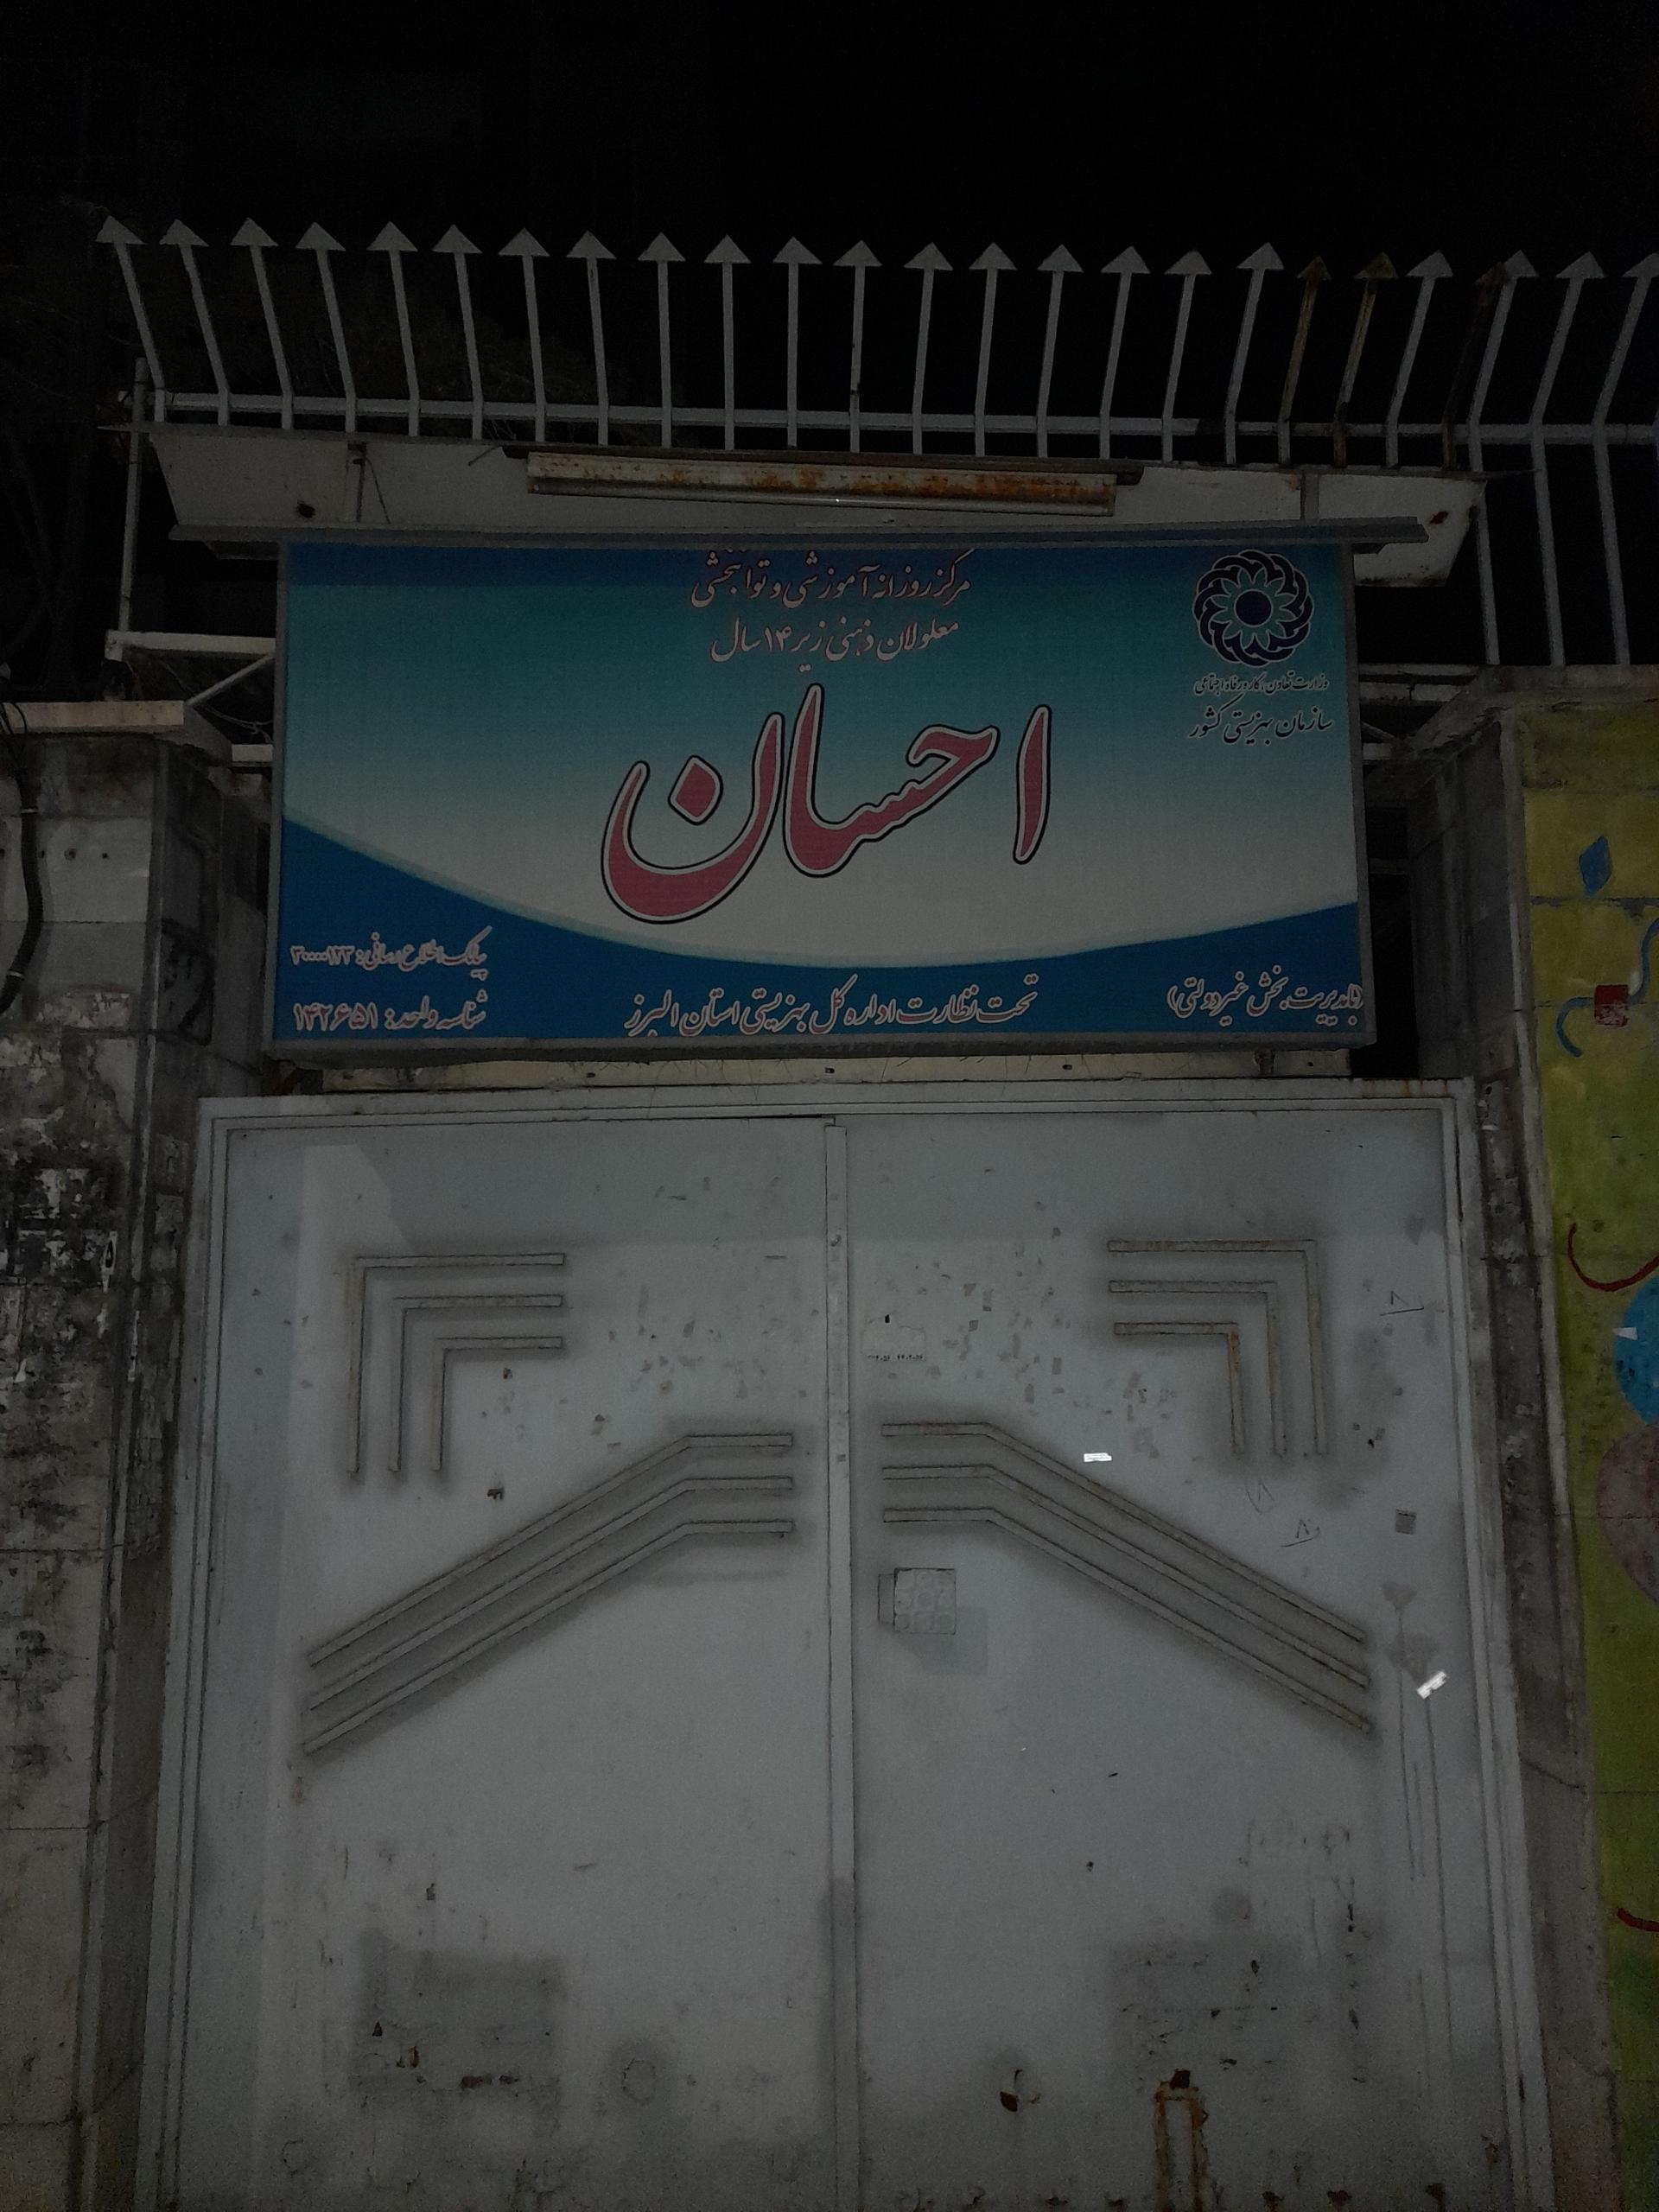 مرکز روزانه آموزشی و توانبخشی
معلولان ذهنی زیر ۱۴ سال
احسان
وزارت تعاون، کار و رفاه اجتماعی
سازمان بهزیستی کشور
(با مدیریت بخش غیردولتی)
تحت نظارت اداره کل بهزیستی استان البرز
پیامک اطلاع رسانی: ۳۰۰۰۰۱۲۳
شناسه واحد: ۱۴۲۶۵۱